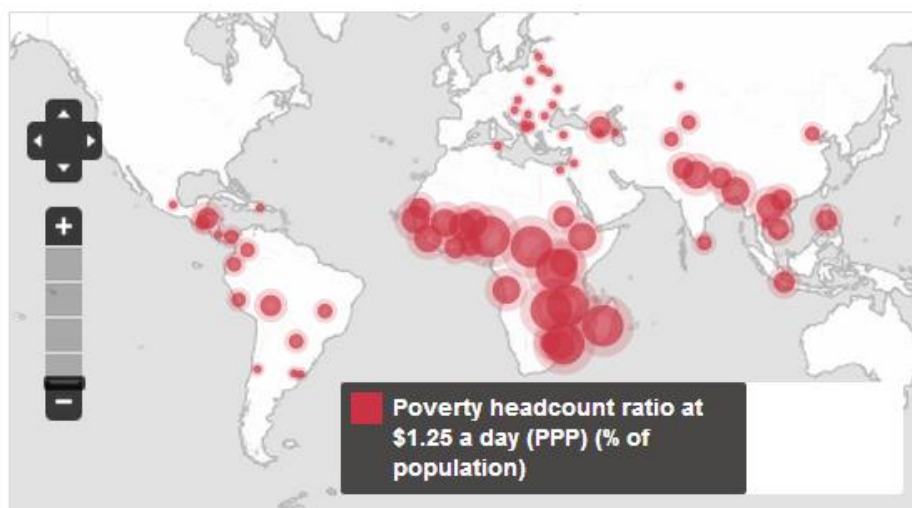 Poverty headcount ratio at
$1.25 a day (PPP) (% of
population)